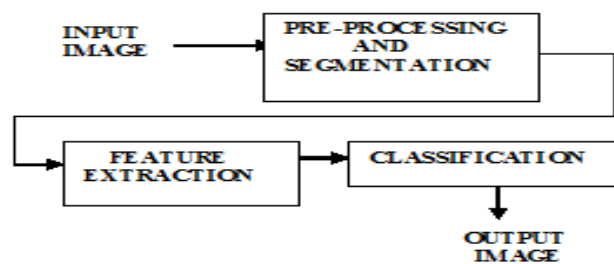 INPUT
IMAGE
PRE-PROCESSING
AND
SEGMENTATION
FEATURE
EXTRACTION
CLASSIFICATION
OUTPUT
IMAGE